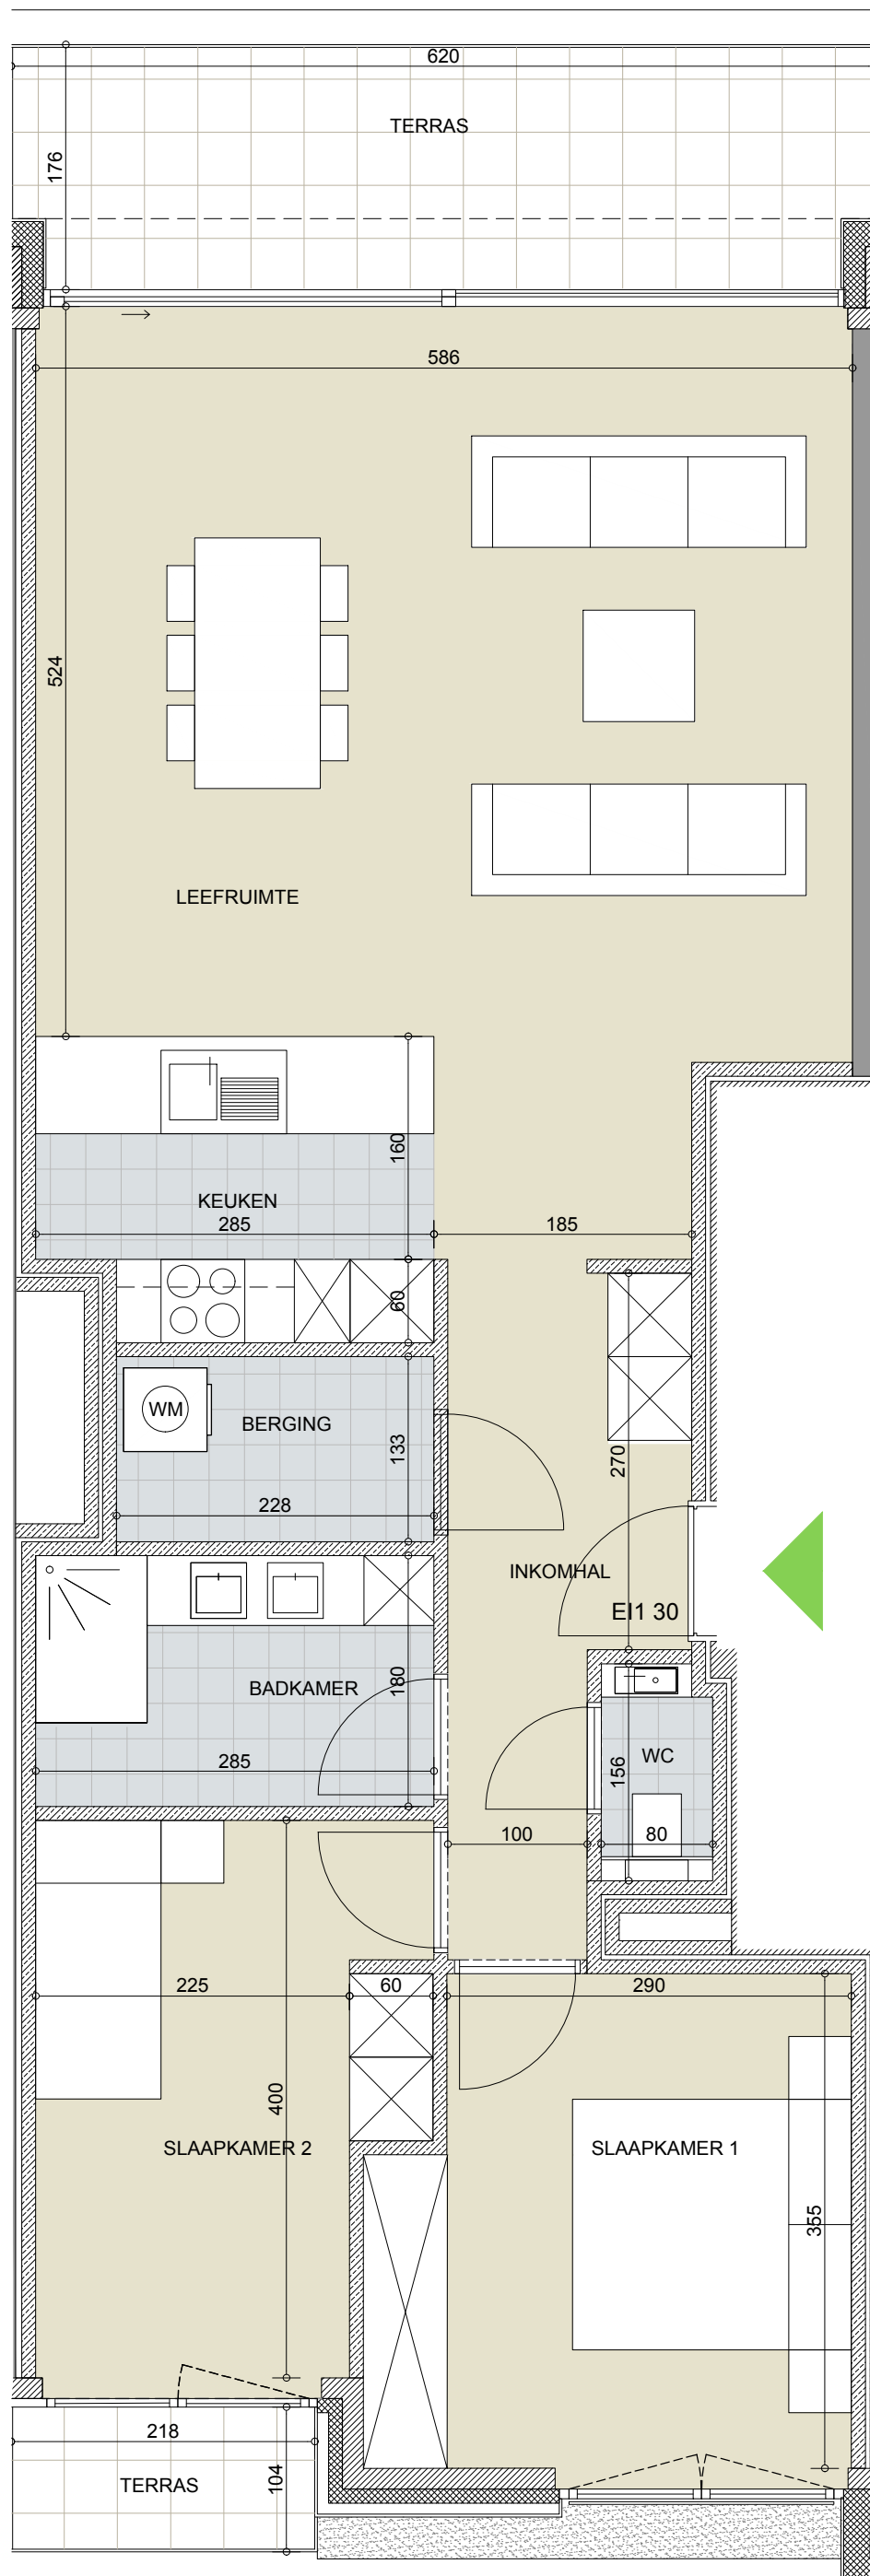 620
TERRAS
176
586
524
LEEFRUIMTE
160
KEUKEN
285
185
60
WM
BERGING
133
270
228
INKOMHAL
EI1 30
BADKAMER
180
WC
285
156
100
80
225
60
290
400
SLAAPKAMER 2
SLAAPKAMER 1
355
218
104
TERRAS